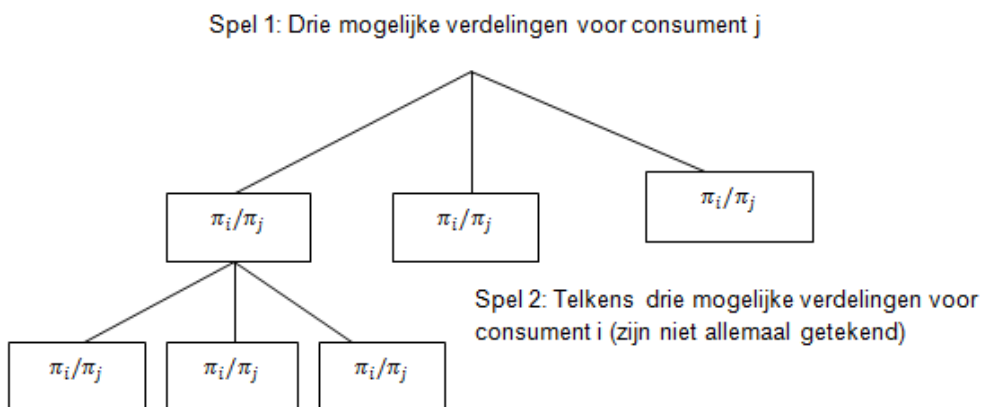 Spel 1: Drie mogelijke verdelingen voor consument j
π_i/π_j
π_i/π_j
π_i/π_j
Spel 2: Telkens drie mogelijke verdelingen voor
consument i (zijn niet allemaal getekend)
π_i/π_j
π_i/π_j
π_i/π_j